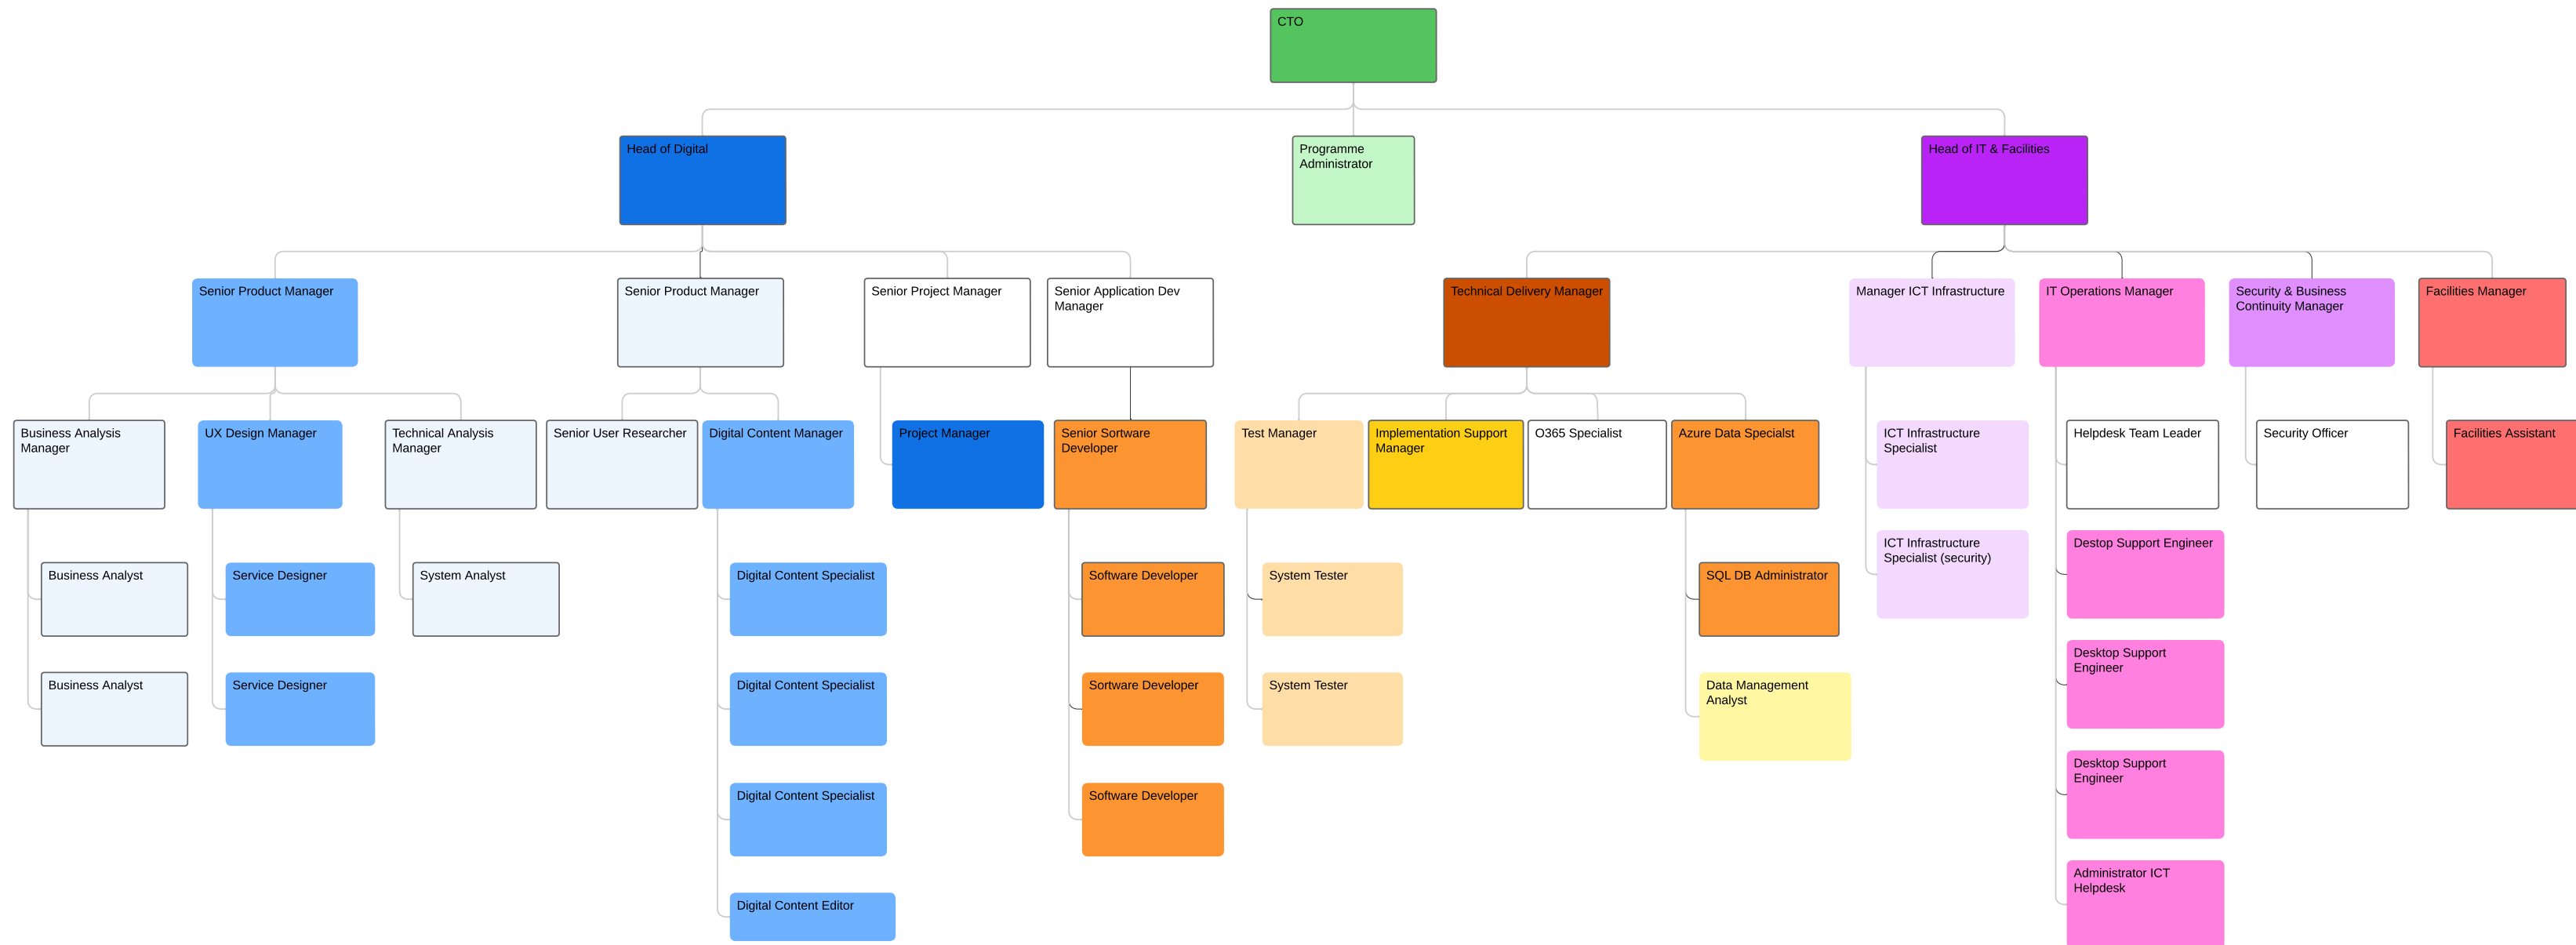 CTO
Head of Digital
Programme
Administrator
Head of IT & Facilities
Senior Product Manager
Senior Product Manager
Senior Project Manager
Senior Application Dev
Manager
Technical Delivery Manager
Manager ICT Infrastructure
IT Operations Manager
Security & Business
Continuity Manager
Facilities Manager
Business Analysis
Manager
UX Design Manager
Technical Analysis
Manager
Senior User Researcher
Digital Content Manager
Project Manager
Senior Sortware
Developer
Test Manager
Implementation Support
Manager
O365 Specialist
Azure Data Specialst
ICT Infrastructure
Specialist
Helpdesk Team Leader
Security Officer
Facilities Assistant
ICT Infrastructure
Specialist (security)
Destop Support Engineer
Business Analyst
Service Designer
System Analyst
Digital Content Specialist
Software Developer
System Tester
SQL DB Administrator
Desktop Support
Engineer
Business Analyst
Service Designer
Digital Content Specialist
Sortware Developer
System Tester
Data Management
Analyst
Desktop Support
Engineer
Digital Content Specialist
Software Developer
Administrator ICT
Helpdesk
Digital Content Editor